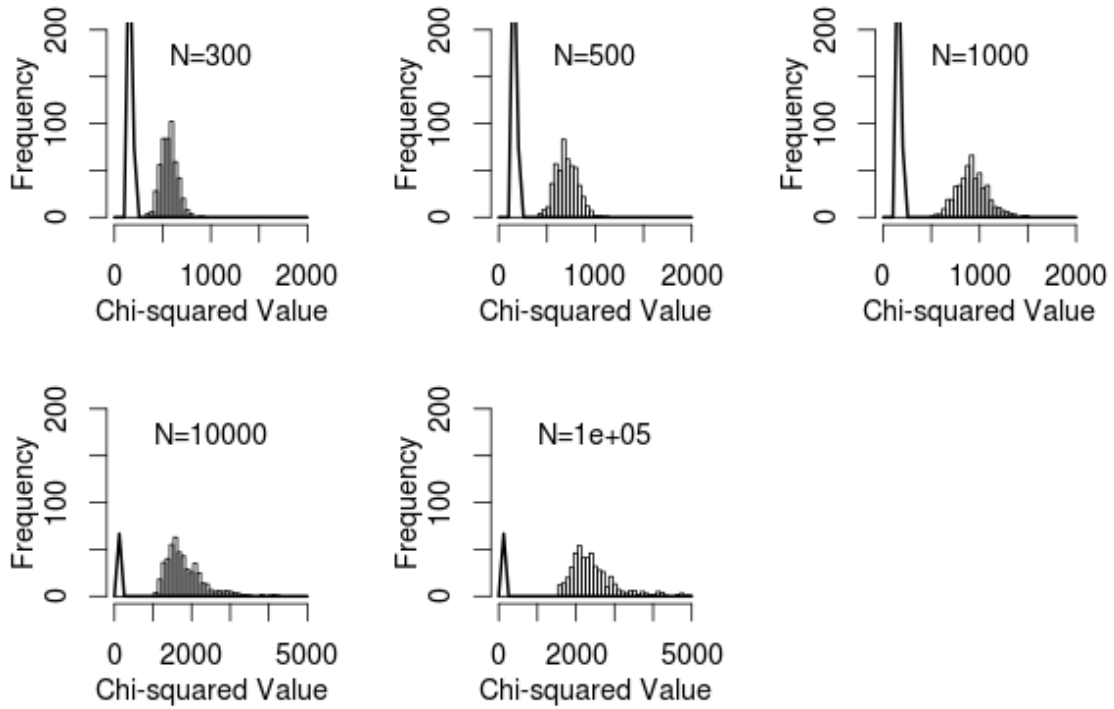 N=300
Frequency
0 100 200
0 1000 2000
Chi-squared Value
N=500
Frequency
0 100 200
0 1000 2000
Chi-squared Value
N=1000
Frequency
0 100 200
0 1000 2000
Chi-squared Value
N=10000
Frequency
0 100 200
0 2000 5000
Chi-squared Value
N=1e+05
Frequency
0 100 200
0 2000 5000
Chi-squared Value